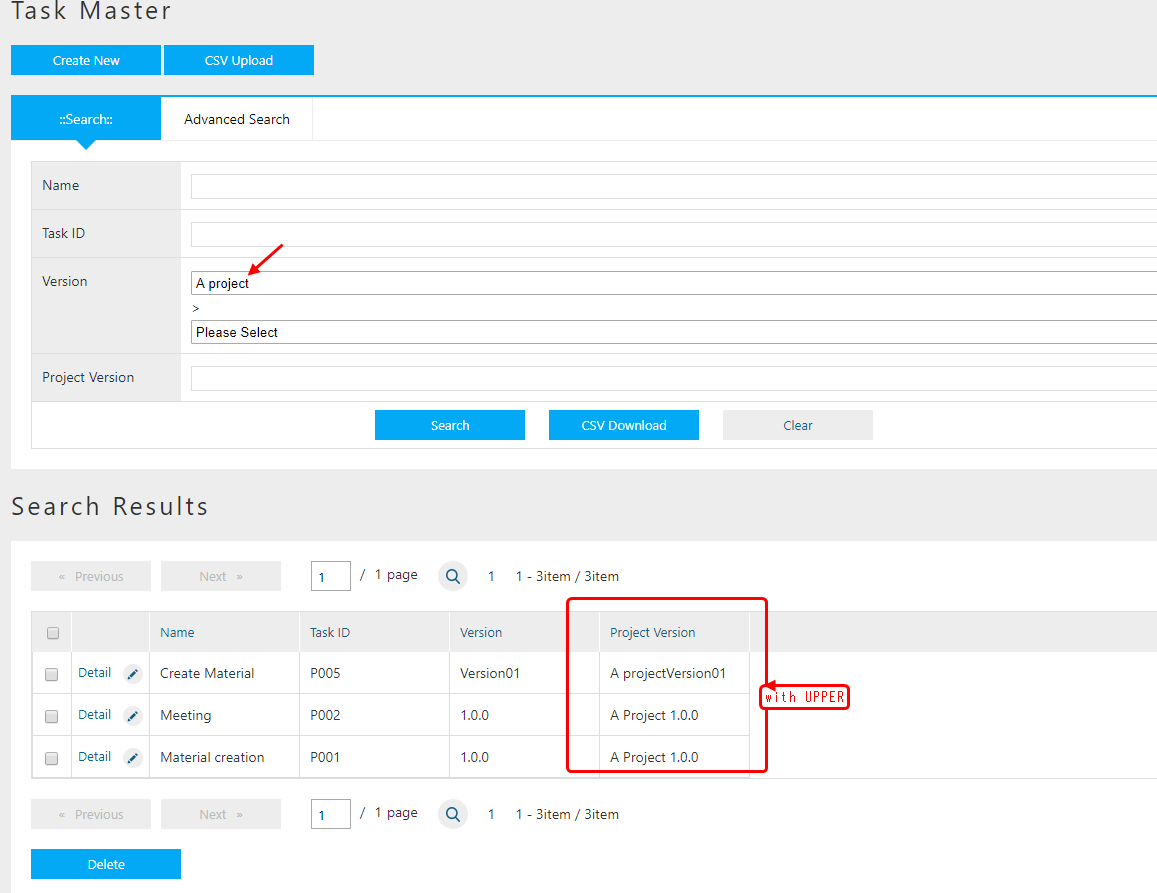 Task Master
Create New
CSV Upload
::Search::
Advanced Search
Name
Task ID
Version
A project
>
Please Select
Project Version
Search
CSV Download
Clear
Search Results
« Previous
Next »
1 / 1 page
1
1 - 3item / 3item
Name Task ID Version Project Version
Detail Create Material P005 Version01 A projectVersion01
with UPPER
Detail Meeting P002 1.0.0 A Project 1.0.0
Detail Material creation P001 1.0.0 A Project 1.0.0
« Previous
Next »
1 / 1 page
1
1 - 3item / 3item
Delete